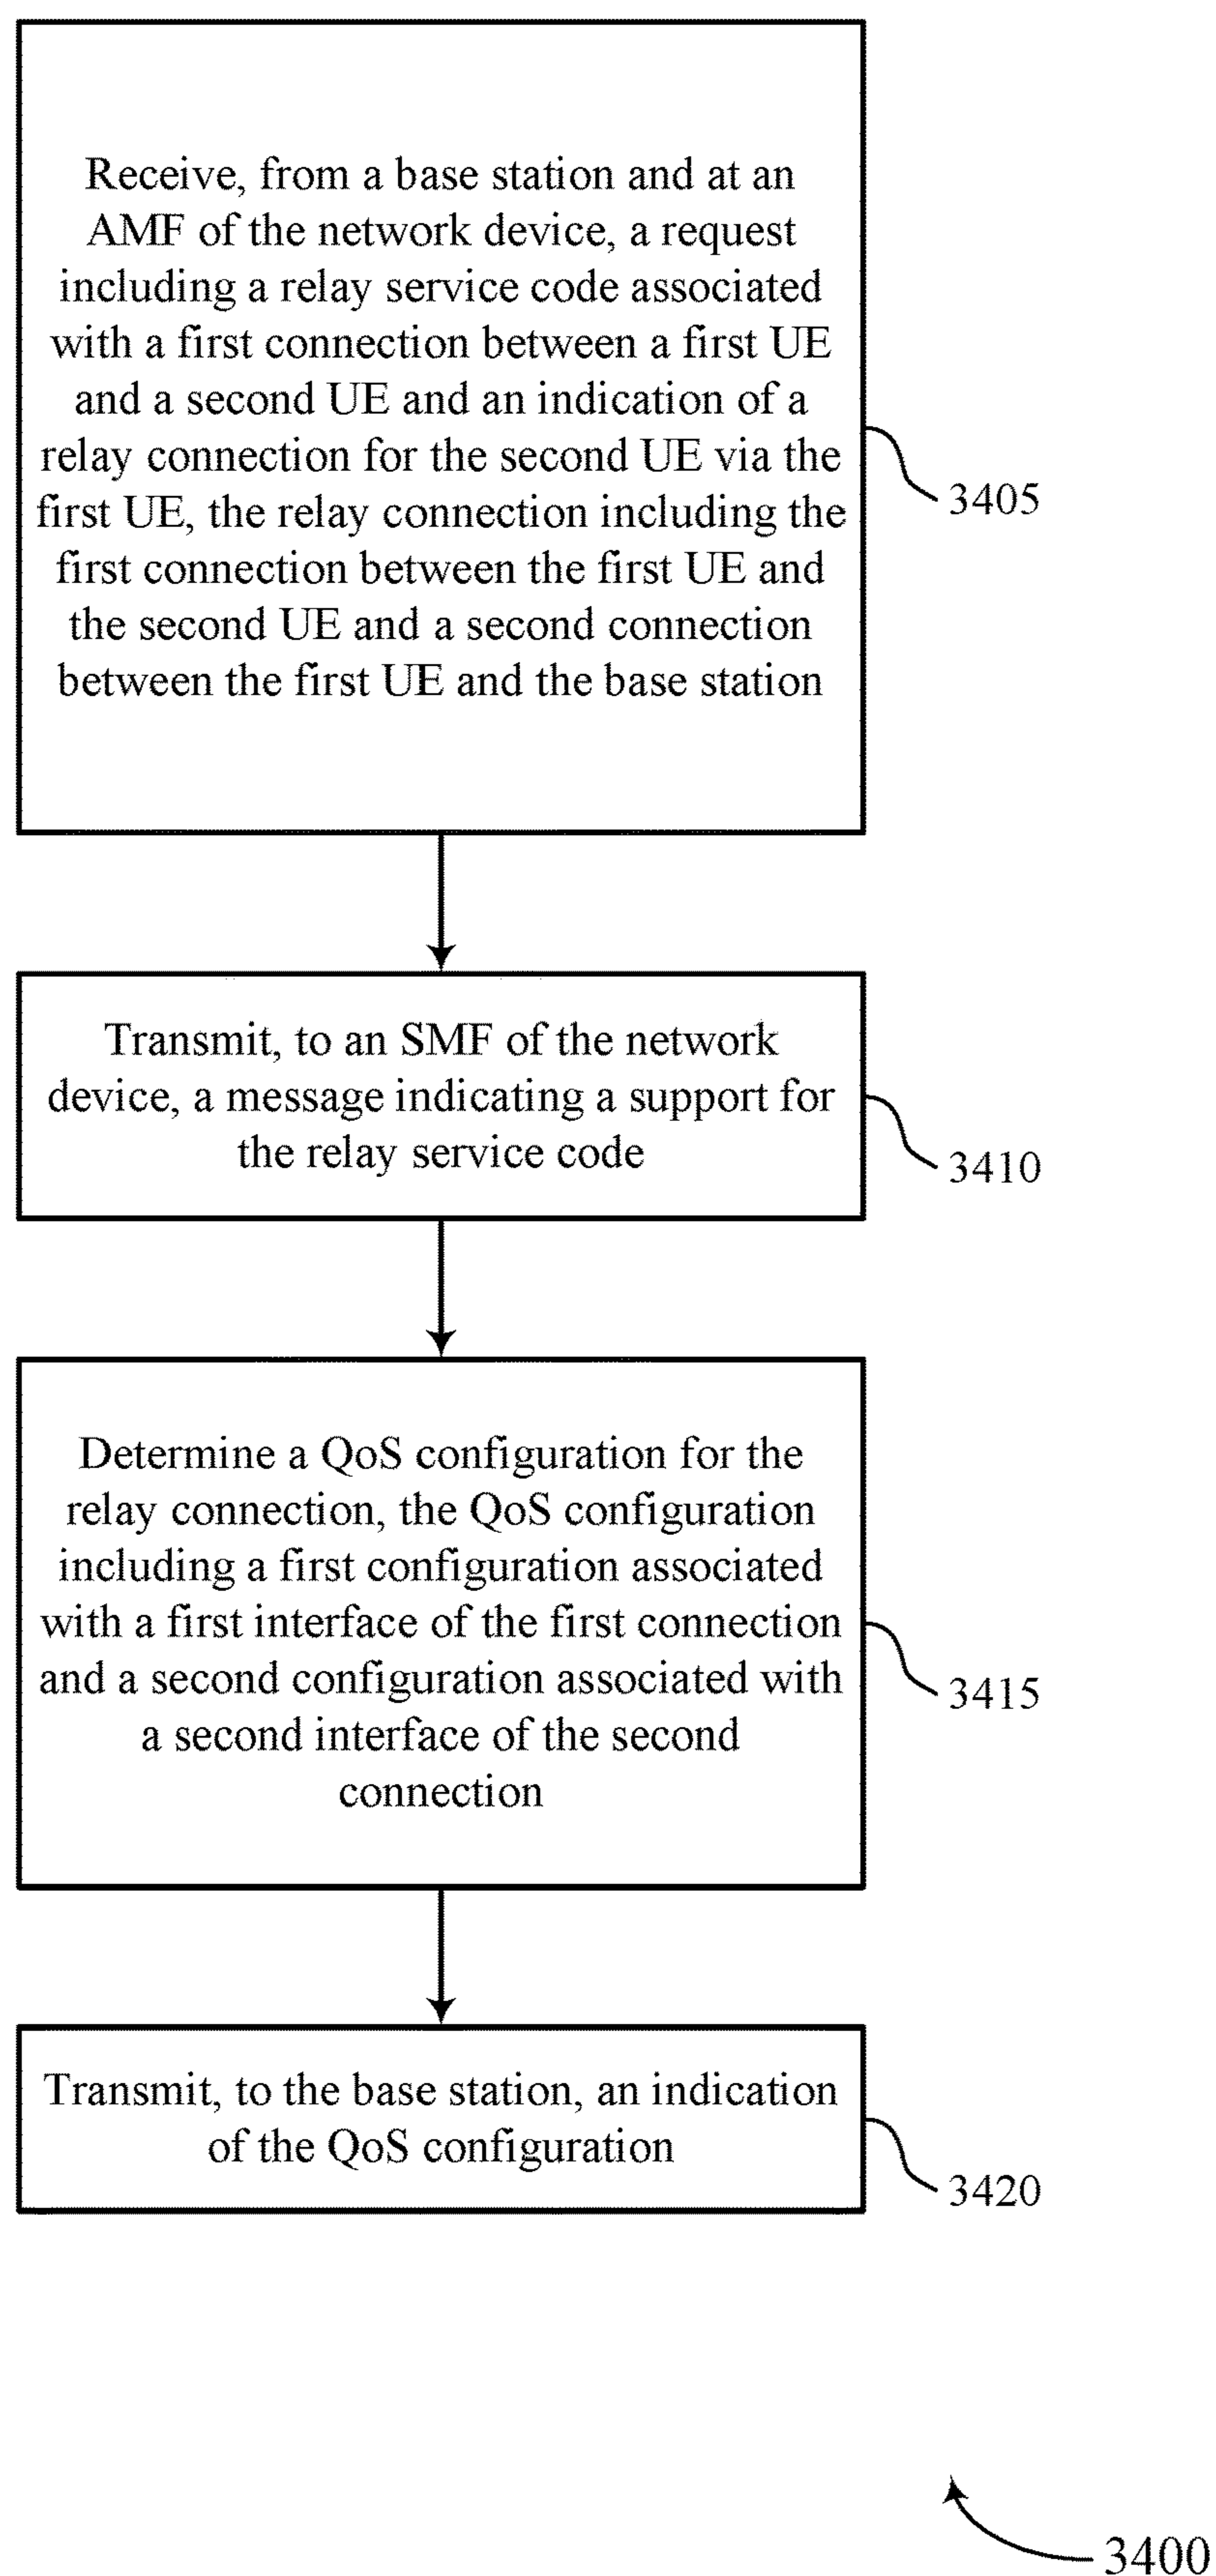 Receive, from a base station and at an
AMF of the network device, a request
including a relay service code associated
with a first connection between a first UE
and a second UE and an indication of a
relay connection for the second UE via the
first UE, the relay connection including the
first connection between the first UE and
the second UE and a second connection
between the first UE and the base station
3405
Transmit, to an SMF of the network
device, a message indicating a support for
the relay service code
3410
Determine a QoS configuration for the
relay connection, the QoS configuration
including a first configuration associated
with a first interface of the first connection
and a second configuration associated with
a second interface of the second
connection
3415
Transmit, to the base station, an indication
of the QoS configuration
3420
3400